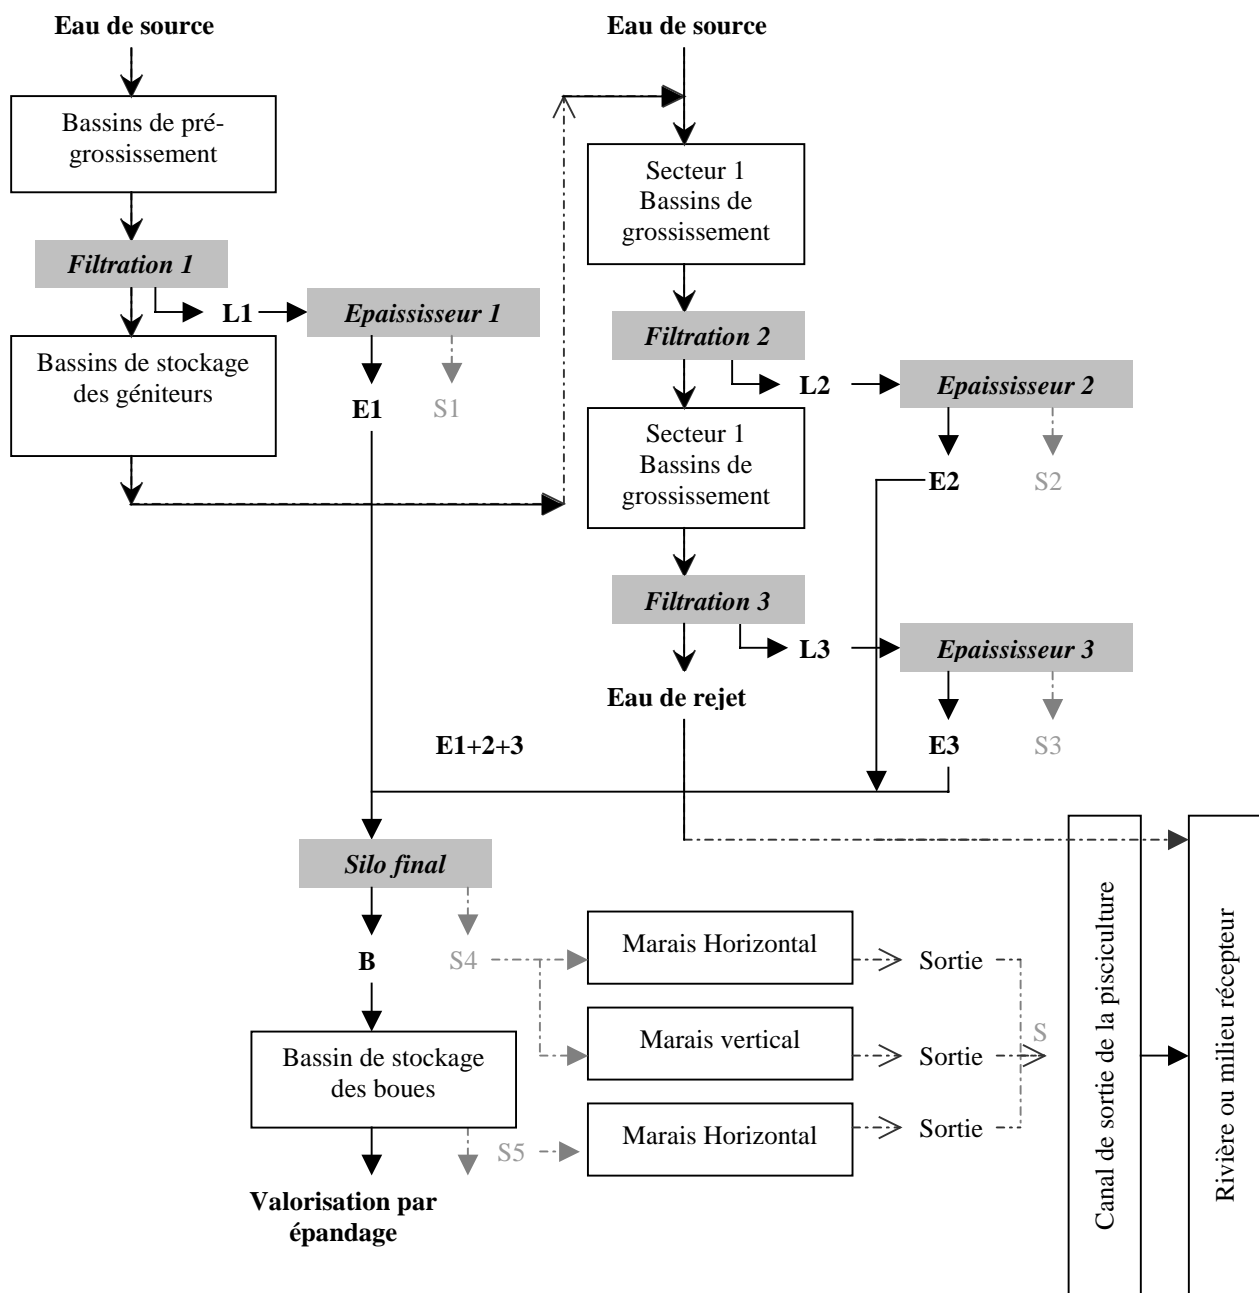 Eau de source
Eau de source
Bassins de pré-
grossissement
Secteur 1
Bassins de
grossissement
Filtration 1
L1
Epaississeur 1
Filtration 2
Bassins de stockage
des géniteurs
L2
Epaississeur 2
E1
S1
Secteur 1
Bassins de
grossissement
E2
S2
Filtration 3
L3
Epaississeur 3
Eau de rejet
E1+2+3
E3
S3
Silo final
B
S4
Marais Horizontal
Sortie
Marais vertical
Sortie
S
Bassin de stockage
des boues
Marais Horizontal
Sortie
S5
Valorisation par
épandage
Canal de sortie de la pisciculture
Rivière ou milieu récepteur